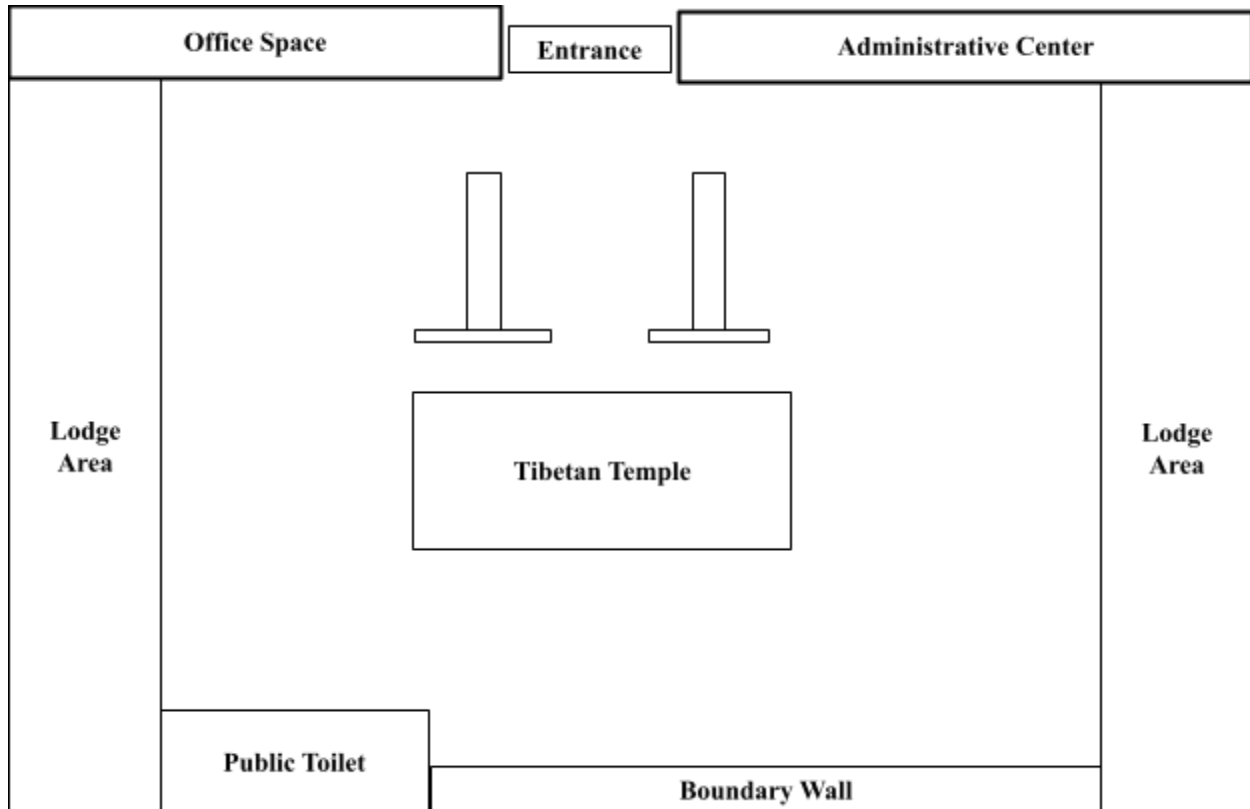 Office Space
Entrance
Administrative Center
Lodge
Area
Tibetan Temple
Lodge
Area
Public Toilet
Boundary Wall